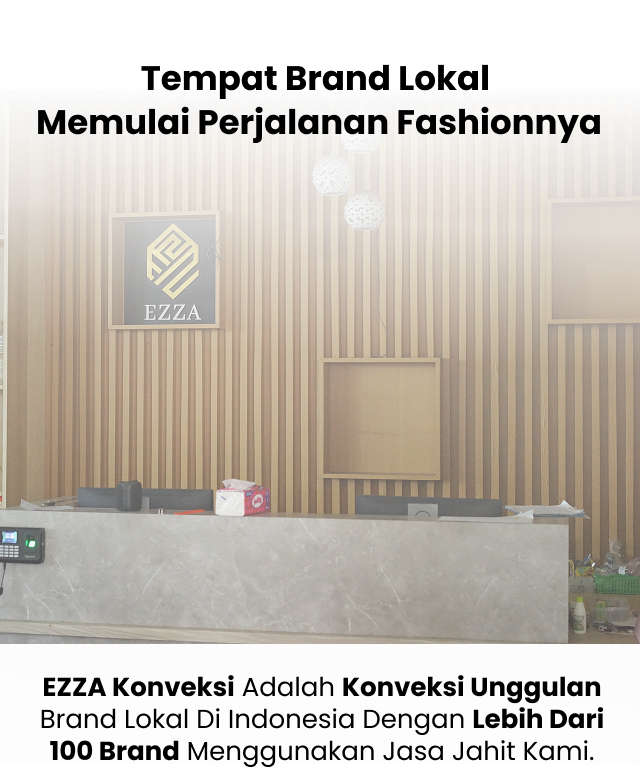 Tempat Brand Lokal
Memulai Perjalanan Fashionnya
EZZA
EZZA Konveksi Adalah Konveksi Unggulan
Brand Lokal Di Indonesia Dengan Lebih Dari
100 Brand Menggunakan Jasa Jahit Kami.